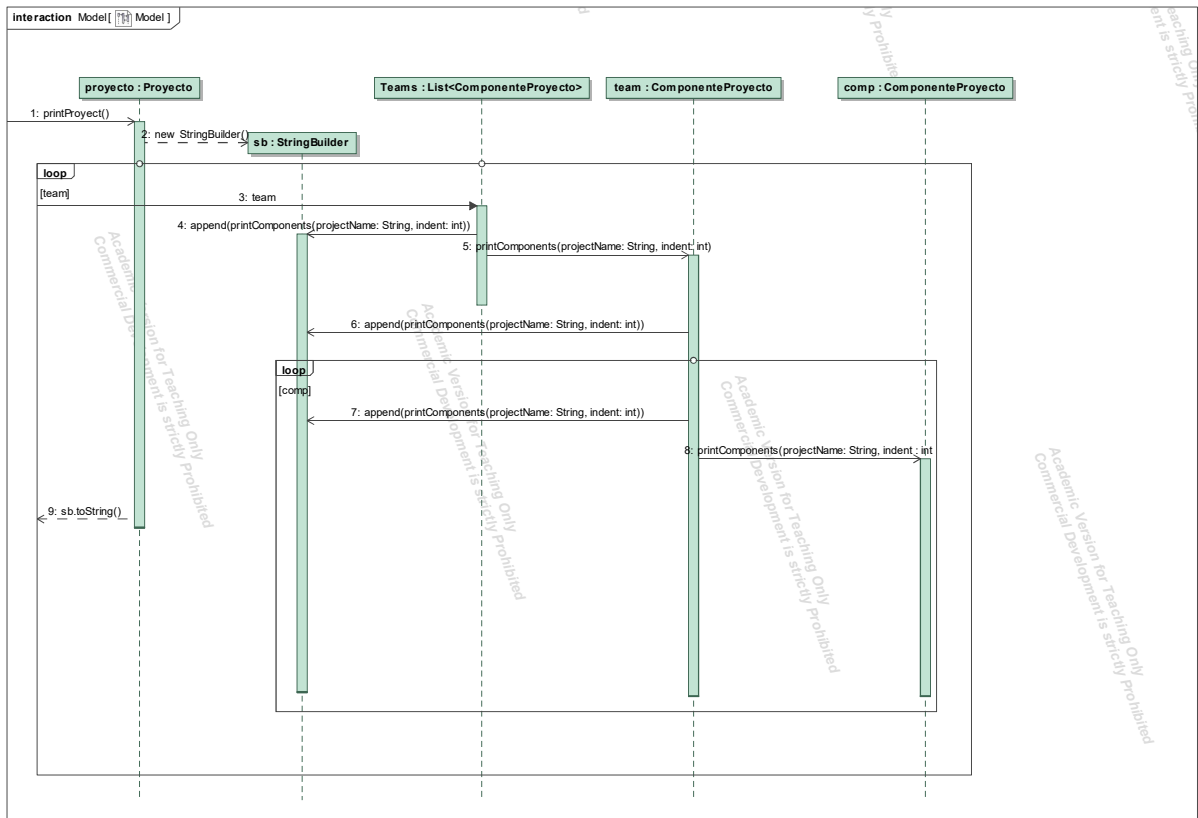 interaction Model[ Model ]
proyecto : Proyecto
Teams : List<ComponenteProyecto>
team : ComponenteProyecto
comp : ComponenteProyecto
1: printProyect()
2: new StringBuilder()
sb : StringBuilder
loop
[team]
3: team
4: append(printComponents(projectName: String, indent: int))
5: printComponents(projectName: String, indent: int)
6: append(printComponents(projectName: String, indent: int))
loop
[comp]
7: append(printComponents(projectName: String, indent: int))
8: printComponents(projectName: String, indent : int
9: sb.toString()
Academic Version for Teaching Only
Commercial Development is strictly Prohibited
Academic Version for Teaching Only
Commercial Development is strictly Prohibited
Academic Version for Teaching Only
Commercial Development is strictly Prohibited
Academic Version for Teaching Only
Commercial Development is strictly Prohibited